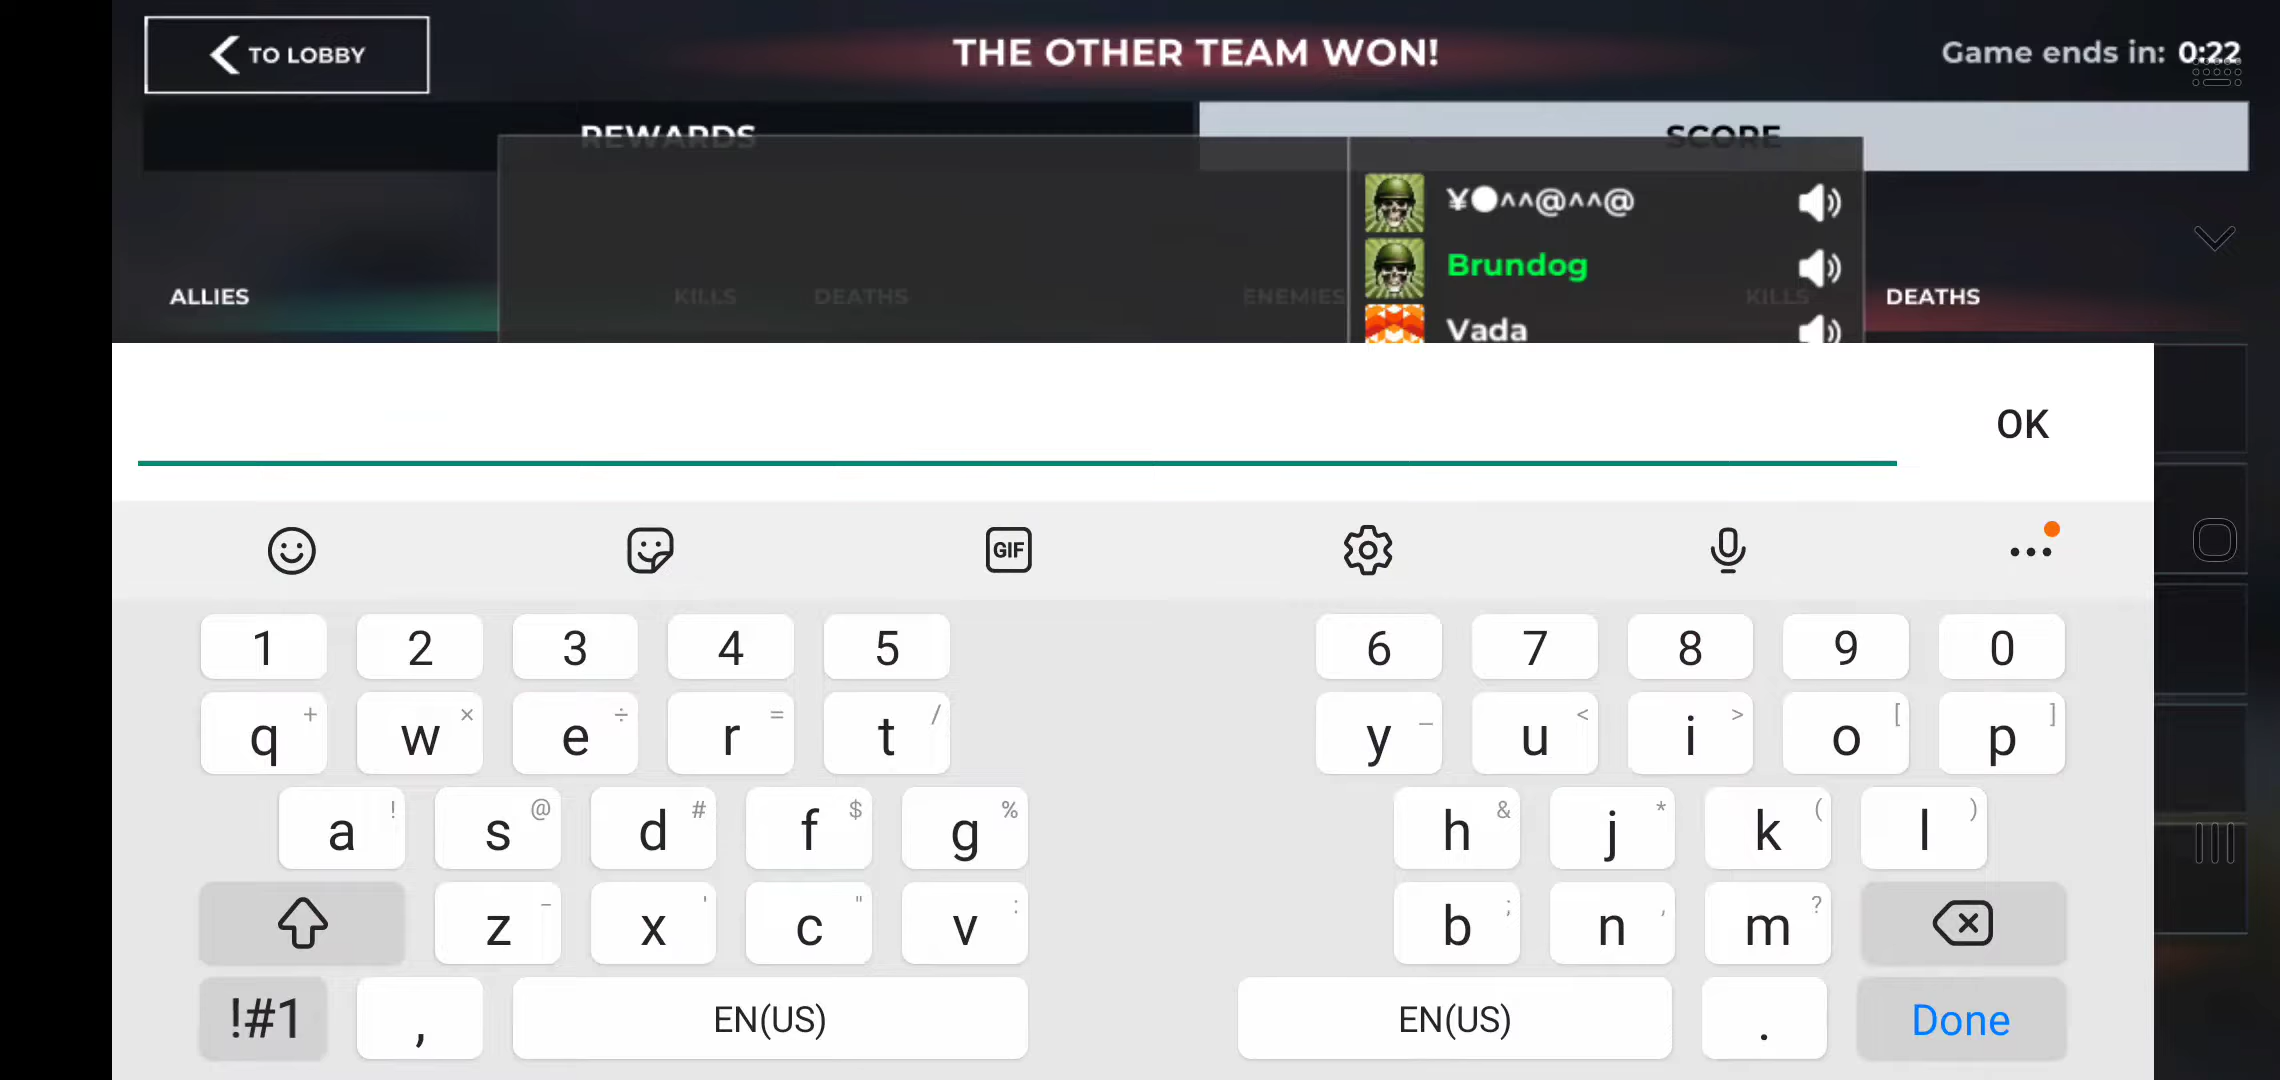 TO LOBBY
THE OTHER TEAM WON!
Game ends in: 0:22
REWARDS
SCORE
¥●^^@^^@
Brundog
Vada
ALLIES
KILLS
DEATHS
ENEMIES
KILLS
DEATHS
OK
GIF
1 2 3 4 5 6 7 8 9 0
q + w × e ÷ r = t / y _ u < i > o [ p ]
a ! s @ d # f $ g % h & j * k ( l )
z - x ' c " v : b ; n , m ?
!#1 , EN(US) EN(US) . Done